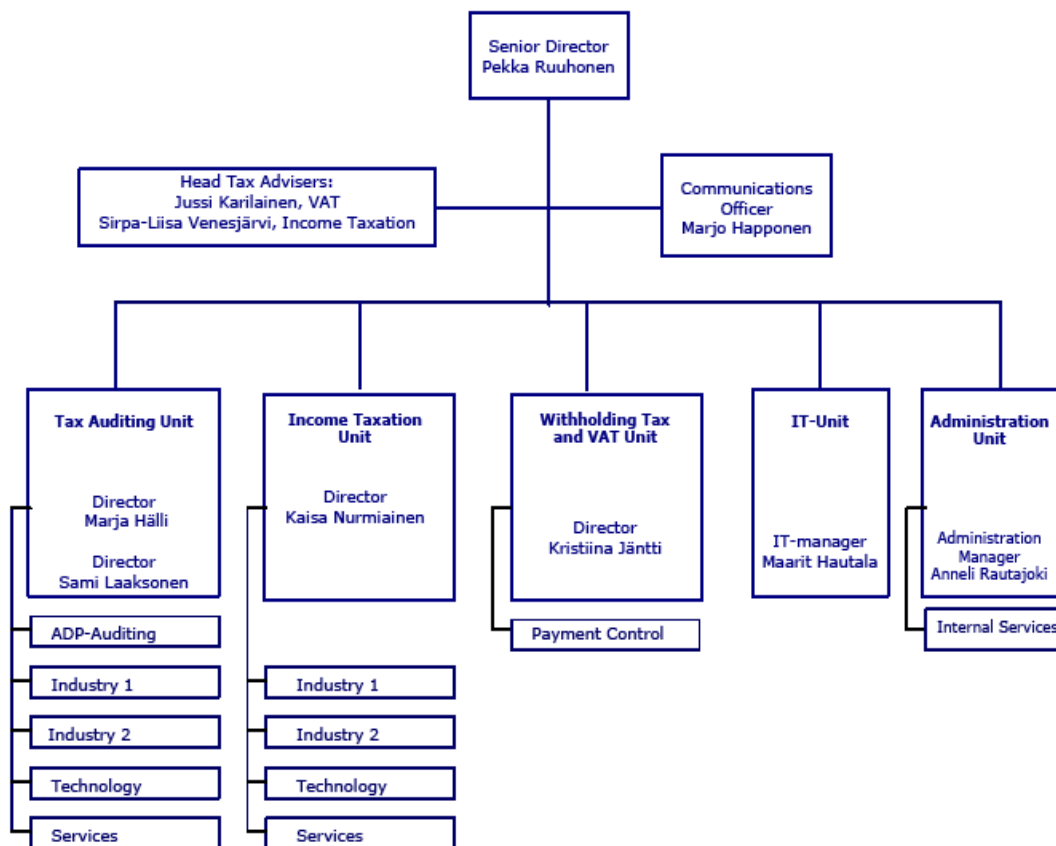 Senior Director
Pekka Ruuhonen
Head Tax Advisers:
Jussi Karilainen, VAT
Sirpa-Liisa Venesjärvi, Income Taxation
Communications
Officer
Marjo Happonen
Tax Auditing Unit
Director
Marja Hälli
Director
Sami Laaksonen
ADP-Auditing
Industry 1
Industry 2
Technology
Services
Income Taxation
Unit
Director
Kaisa Nurmiainen
Industry 1
Industry 2
Technology
Services
Withholding Tax
and VAT Unit
Director
Kristiina Jäntti
Payment Control
IT-Unit
IT-manager
Maarit Hautala
Administration
Unit
Administration
Manager
Anneli Rautajoki
Internal Services